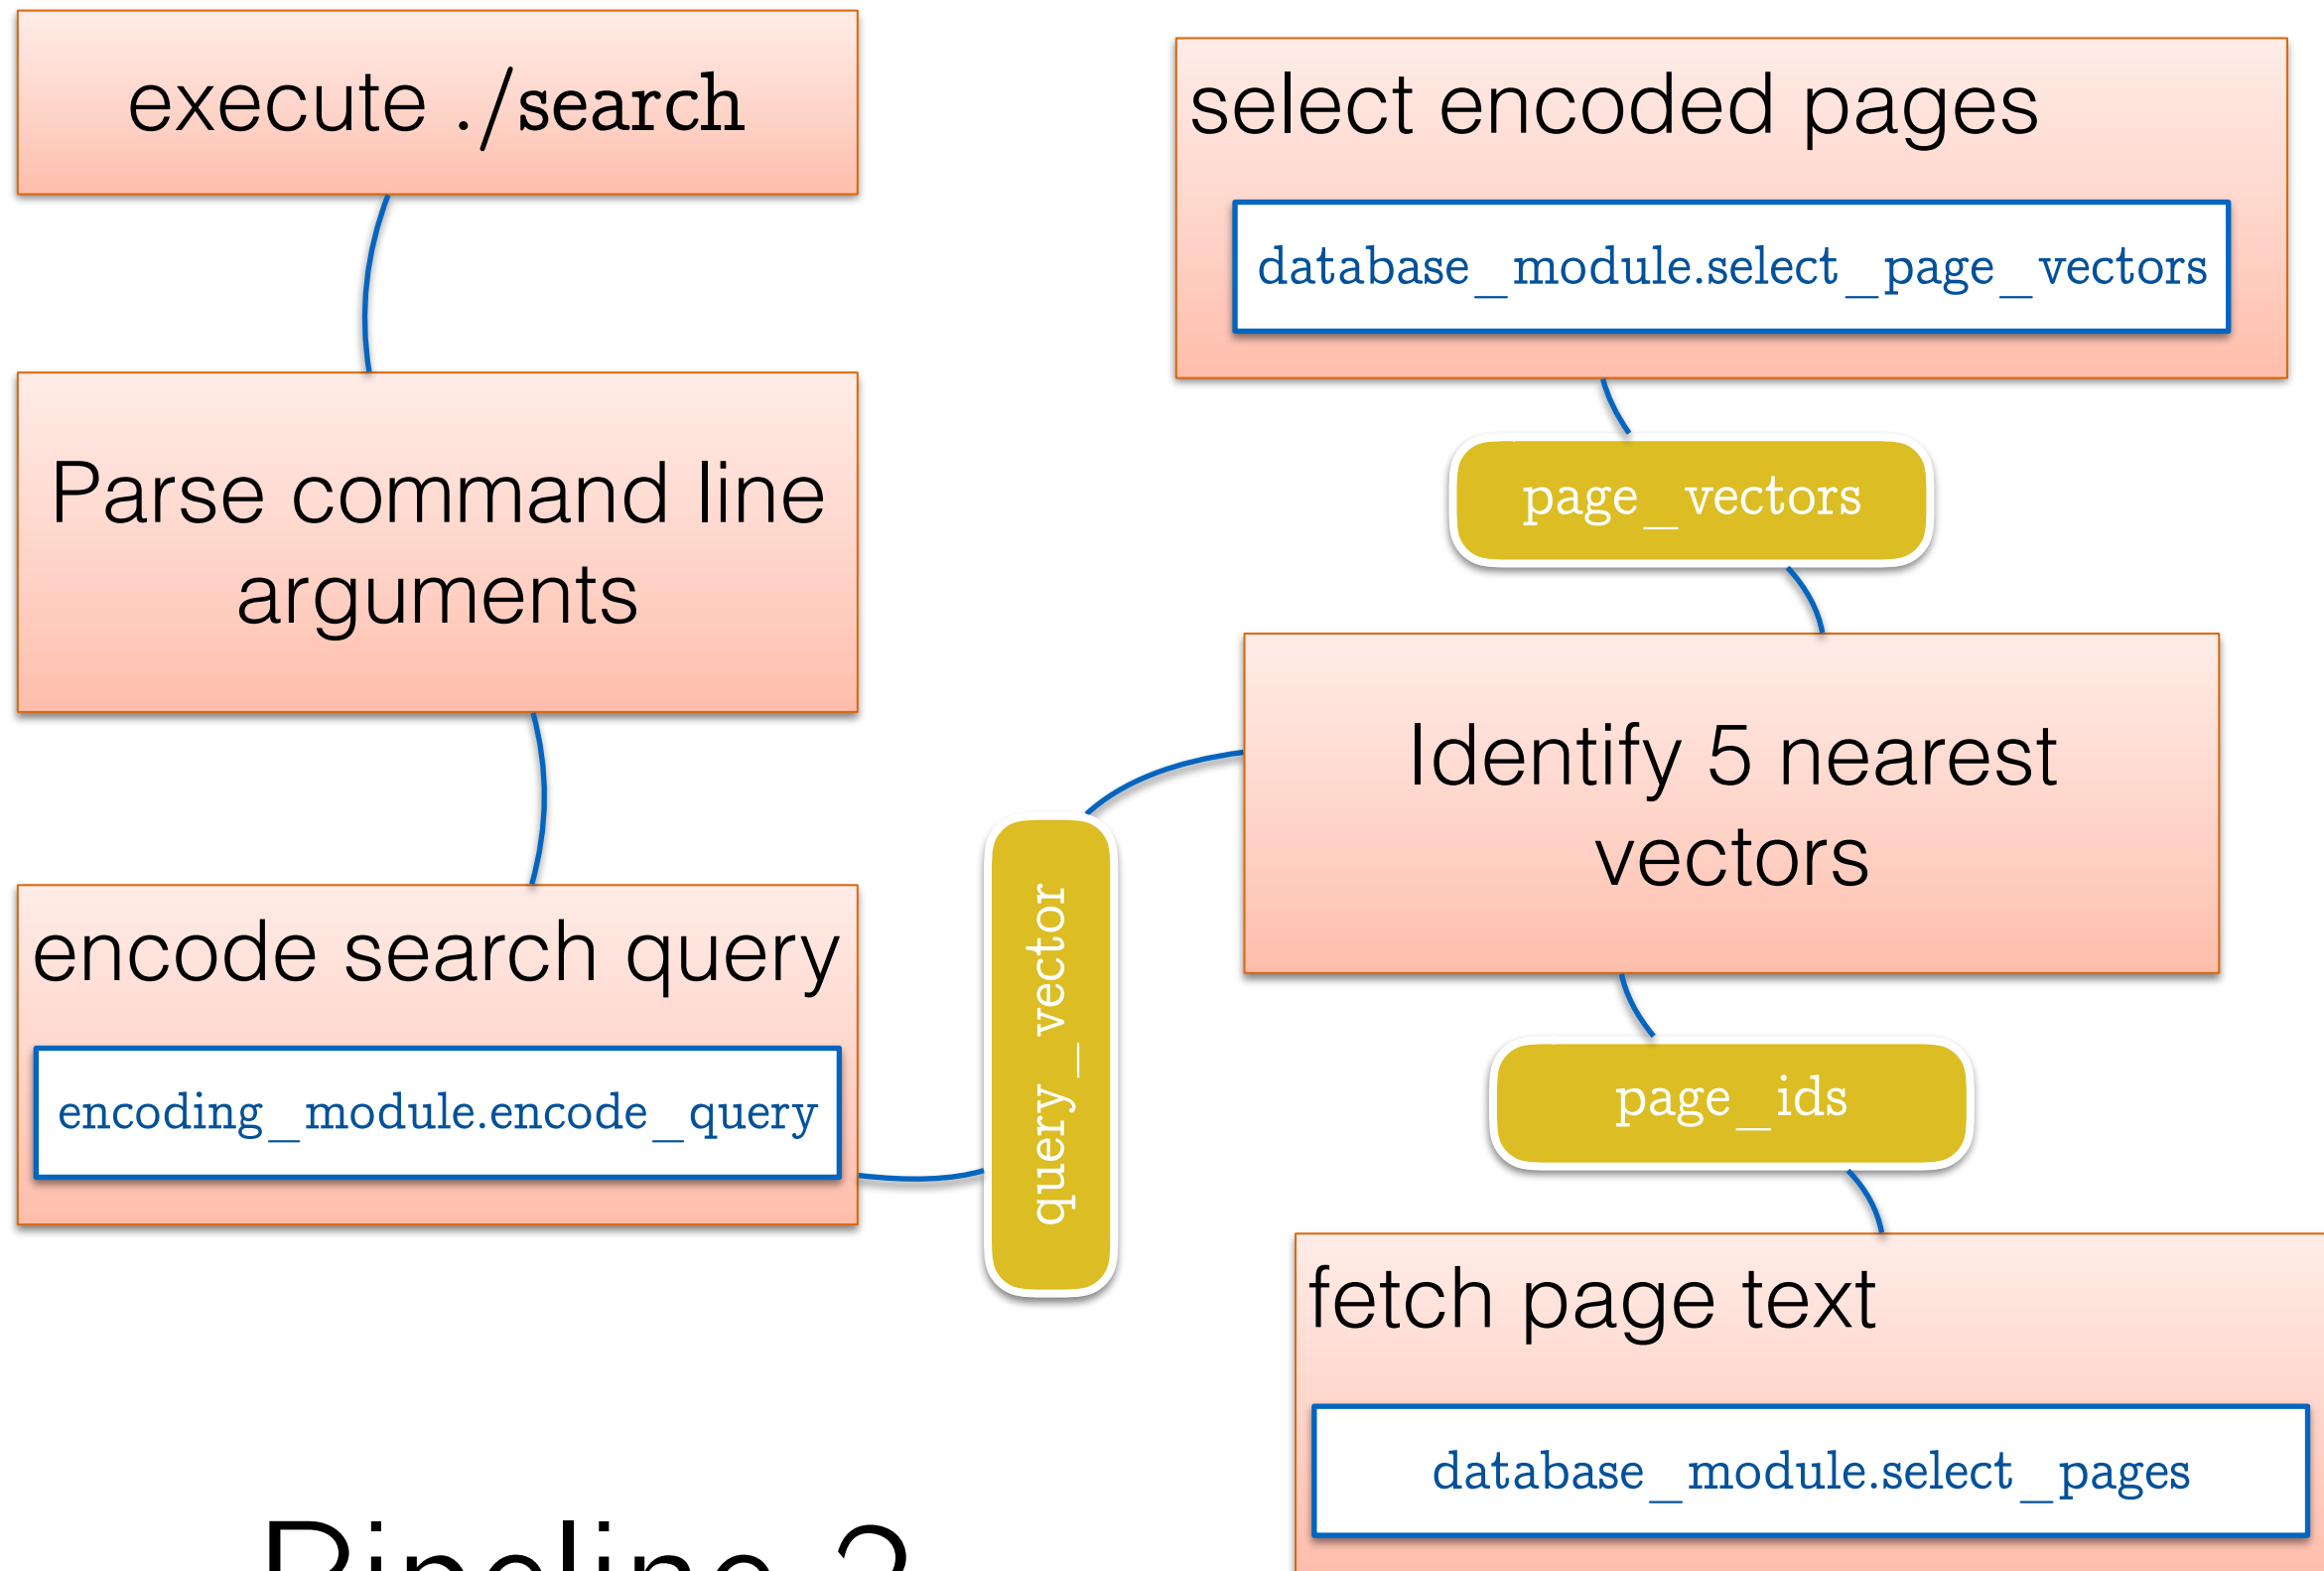 execute ./search
Parse command line
arguments
encode search query
encoding_module.encode_query
query_vector
select encoded pages
database_module.select_page_vectors
page_vectors
Identify 5 nearest
vectors
page_ids
fetch page text
database_module.select_pages
Pipeline